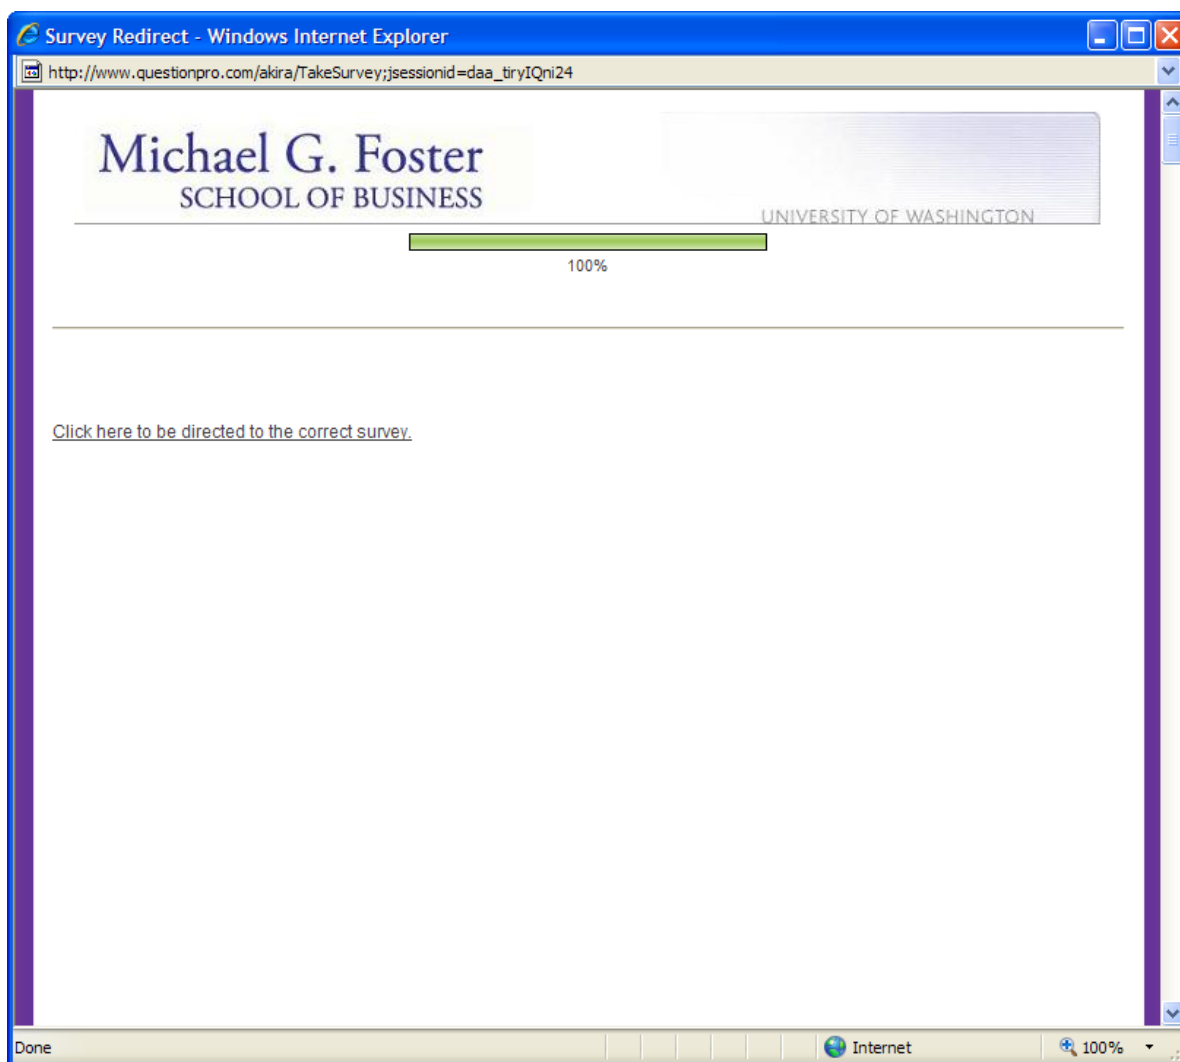 Survey Redirect - Windows Internet Explorer
http://www.questionpro.com/akira/TakeSurvey;jsessionid=daa_tiryIQni24
Michael G. Foster
SCHOOL OF BUSINESS
UNIVERSITY OF WASHINGTON
100%
Click here to be directed to the correct survey.
Done Internet 100%